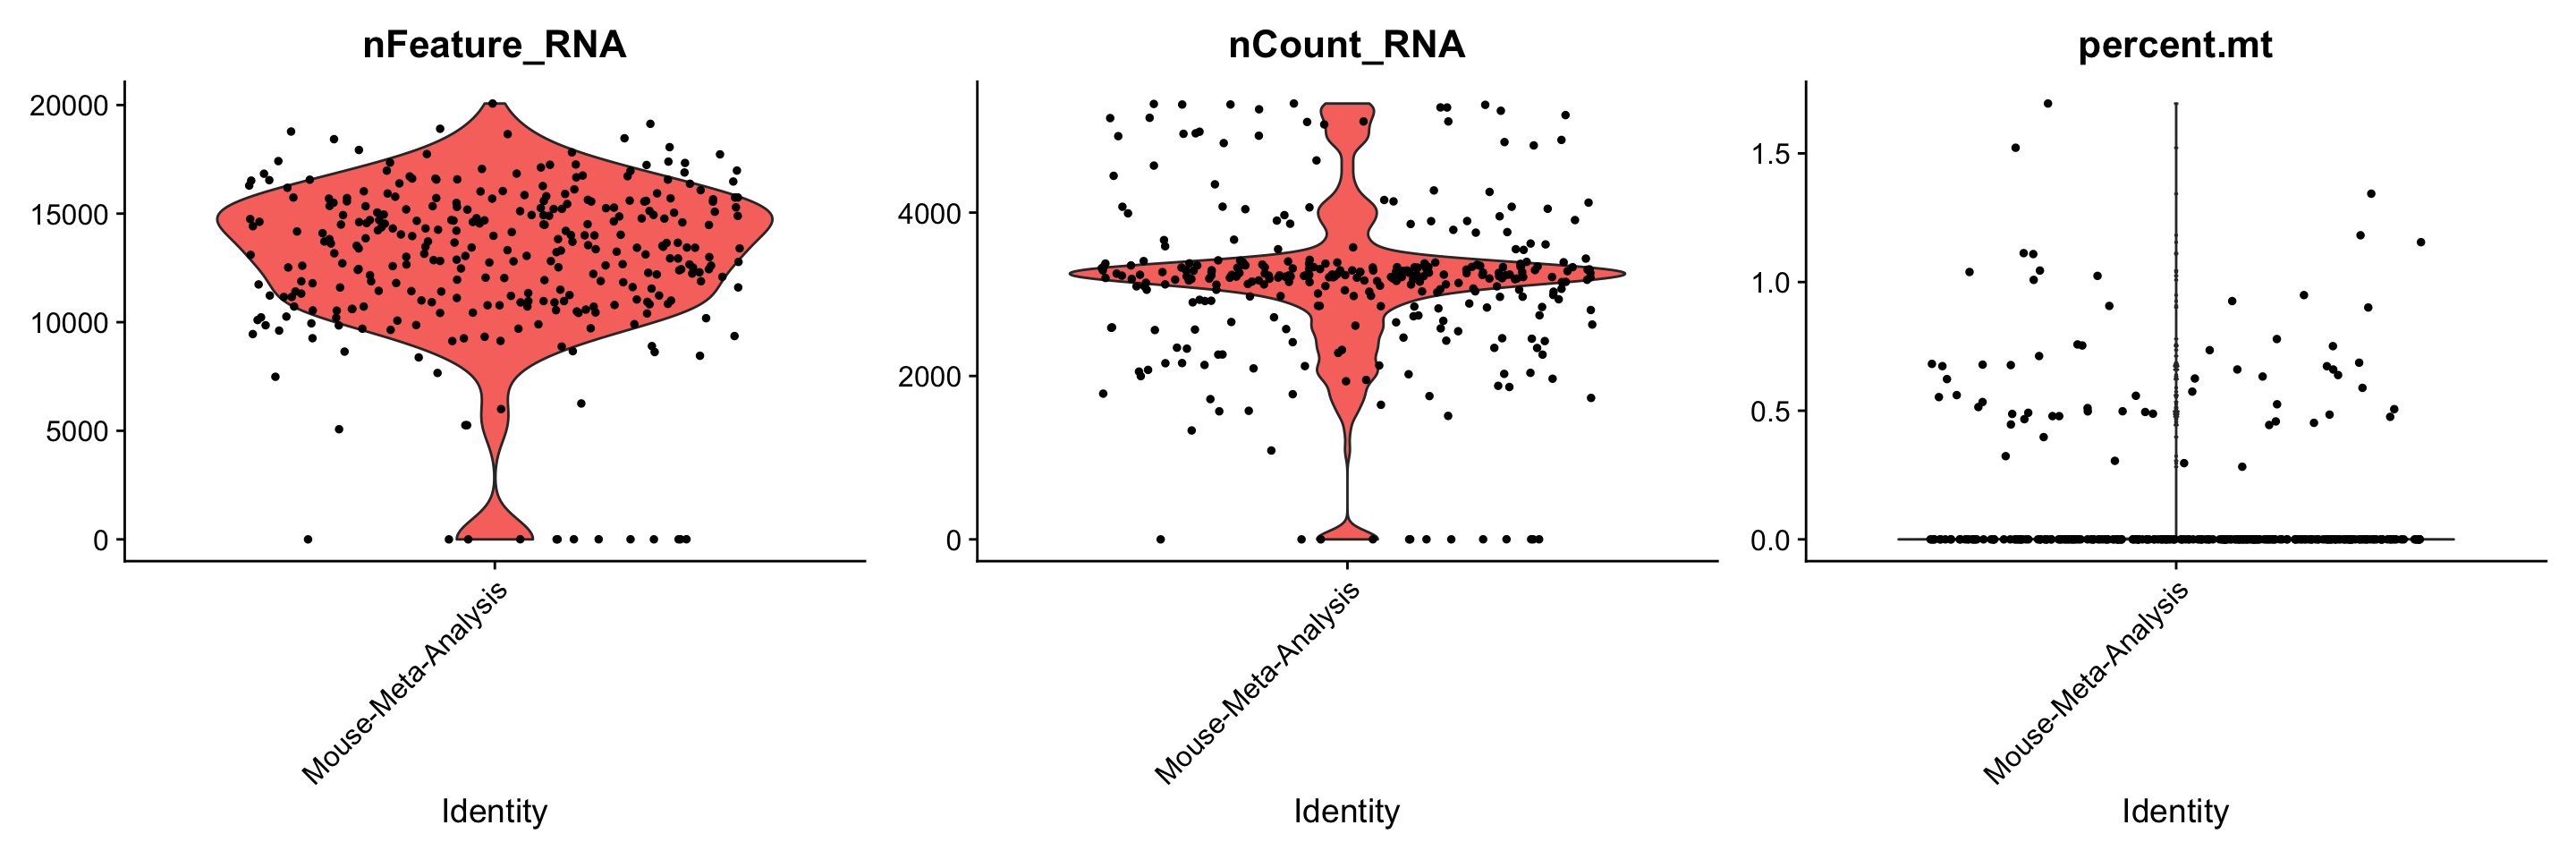 nFeature_RNA
20000
15000
10000
5000
0
Mouse-Meta-Analysis
Identity
nCount_RNA
4000
2000
0
Mouse-Meta-Analysis
Identity
percent.mt
1.5
1.0
0.5
0.0
Mouse-Meta-Analysis
Identity